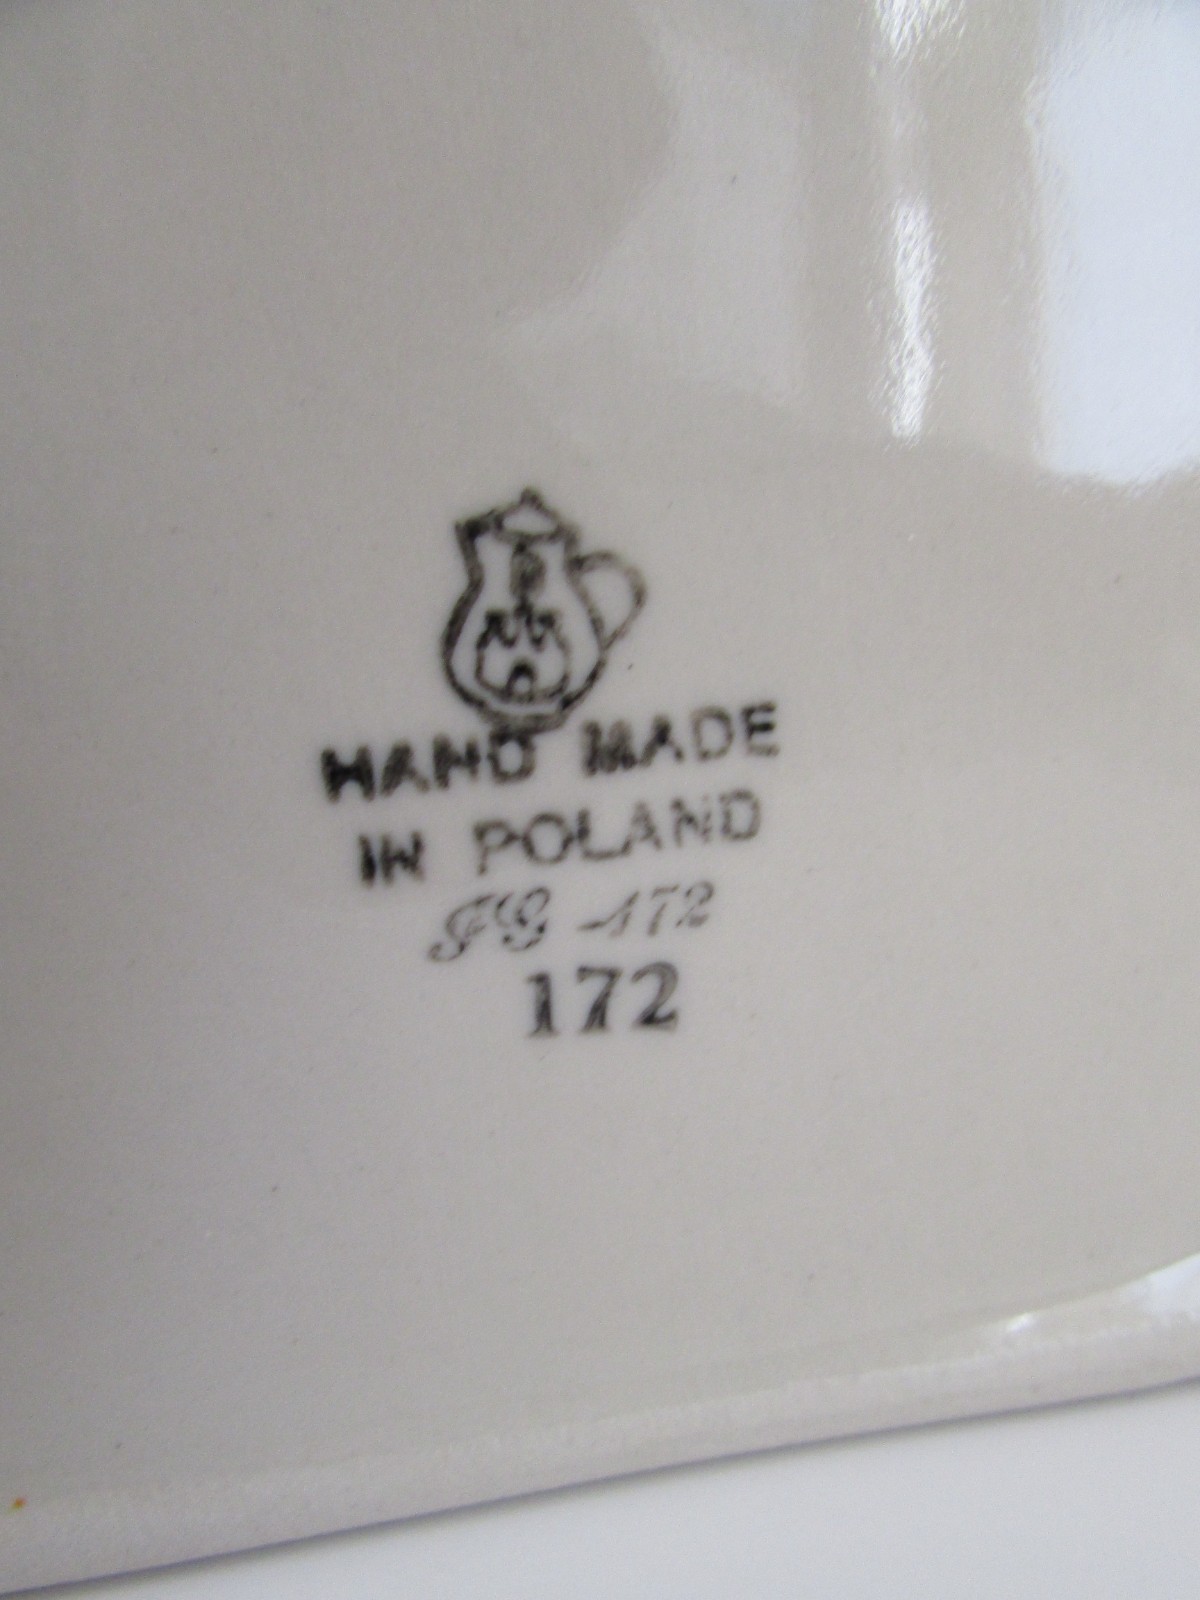 HAND MADE
IN POLAND
JG -172
172